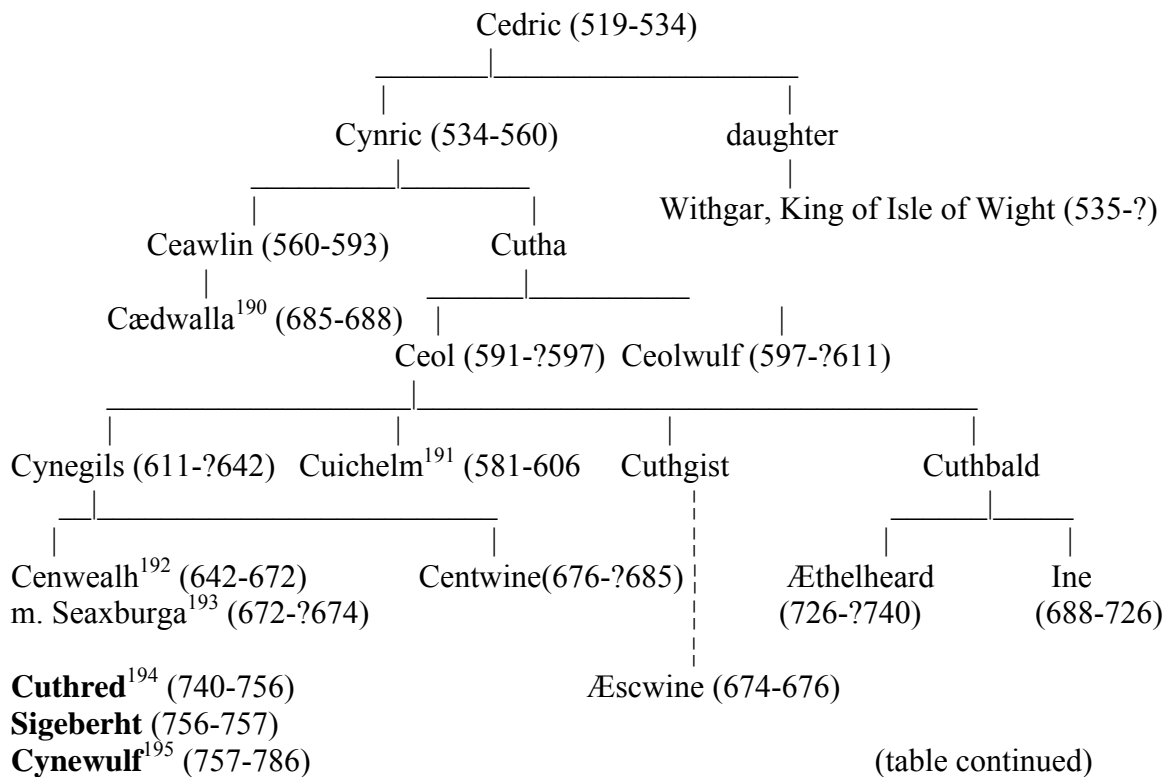 Cedric (519-534)
Cynric (534-560) daughter
Withgar, King of Isle of Wight (535-?)
Ceawlin (560-593) Cutha
Cædwalla190 (685-688)
Ceol (591-?597) Ceolwulf (597-?611)
Cynegils (611-?642) Cuichelm191 (581-606 Cuthgist Cuthbald
Cenwealh192 (642-672) Centwine(676-?685) Æthelheard Ine
m. Seaxburga193 (672-?674) (726-?740) (688-726)
Cuthred194 (740-756) Æscwine (674-676)
Sigeberht (756-757)
Cynewulf195 (757-786) (table continued)